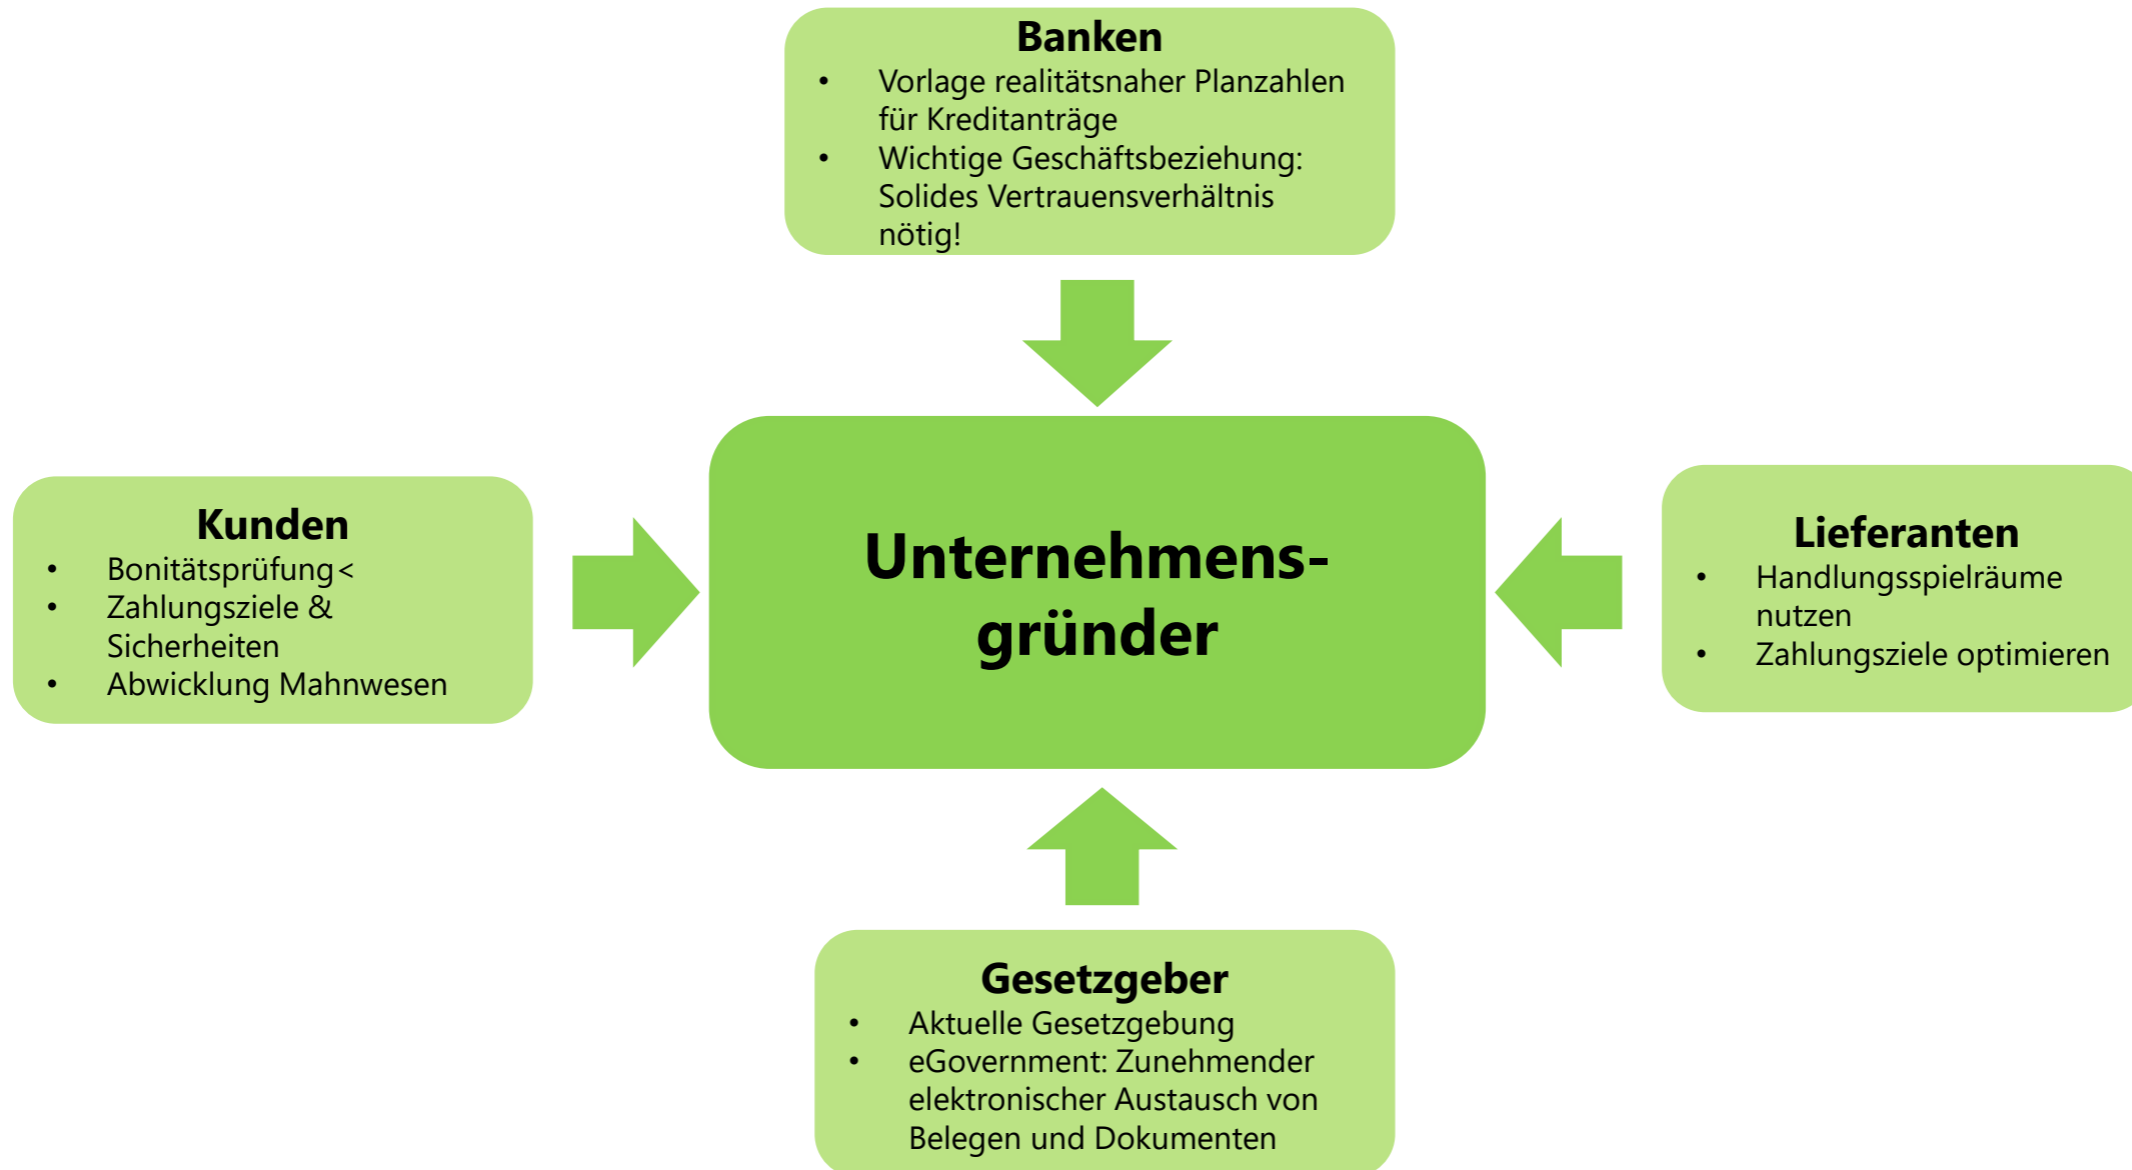 Banken
• Vorlage realitätsnaher Planzahlen
für Kreditanträge
• Wichtige Geschäftsbeziehung:
Solides Vertrauensverhältnis
nötig!
Kunden
• Bonitätsprüfung<
• Zahlungsziele &
Sicherheiten
• Abwicklung Mahnwesen
Unternehmens-
gründer
Lieferanten
• Handlungsspielräume
nutzen
• Zahlungsziele optimieren
Gesetzgeber
• Aktuelle Gesetzgebung
• eGovernment: Zunehmender
elektronischer Austausch von
Belegen und Dokumenten